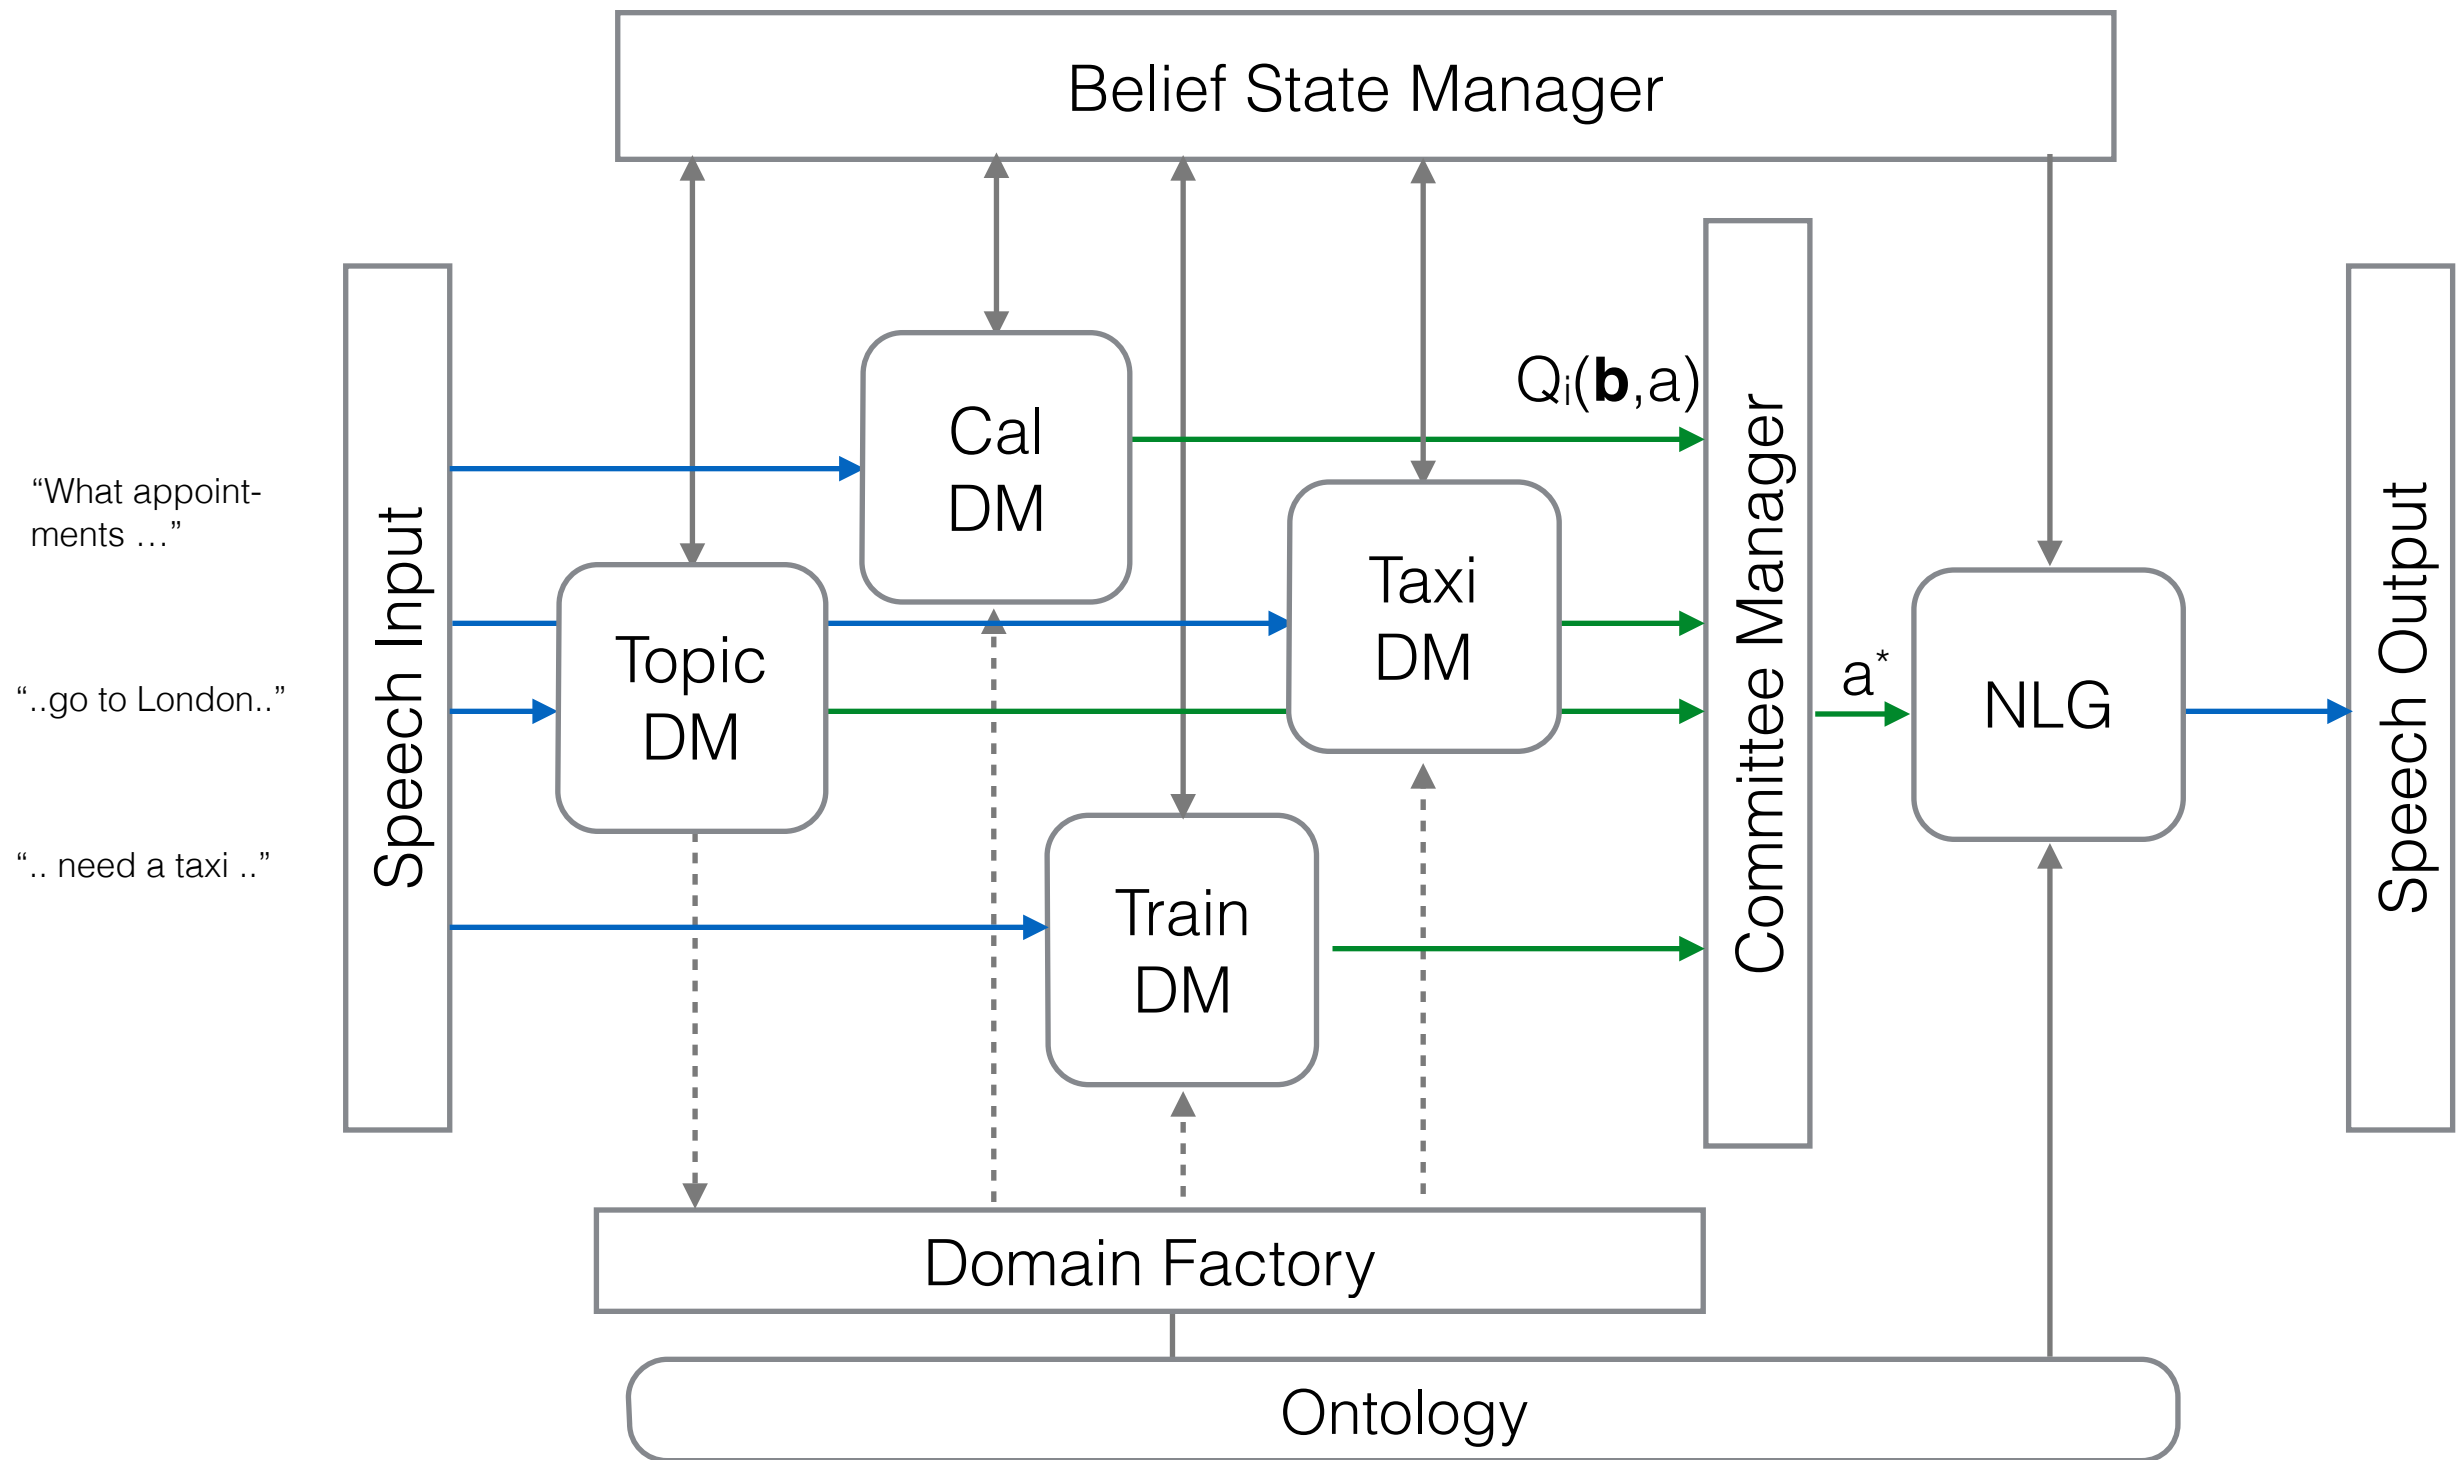 Belief State Manager
“What appoint-
ments …”
“..go to London..”
“.. need a taxi ..”
Speech Input
Topic
DM
Cal
DM
Train
DM
Taxi
DM
Qi(b,a)
Committee Manager
a*
NLG
Speech Output
Domain Factory
Ontology